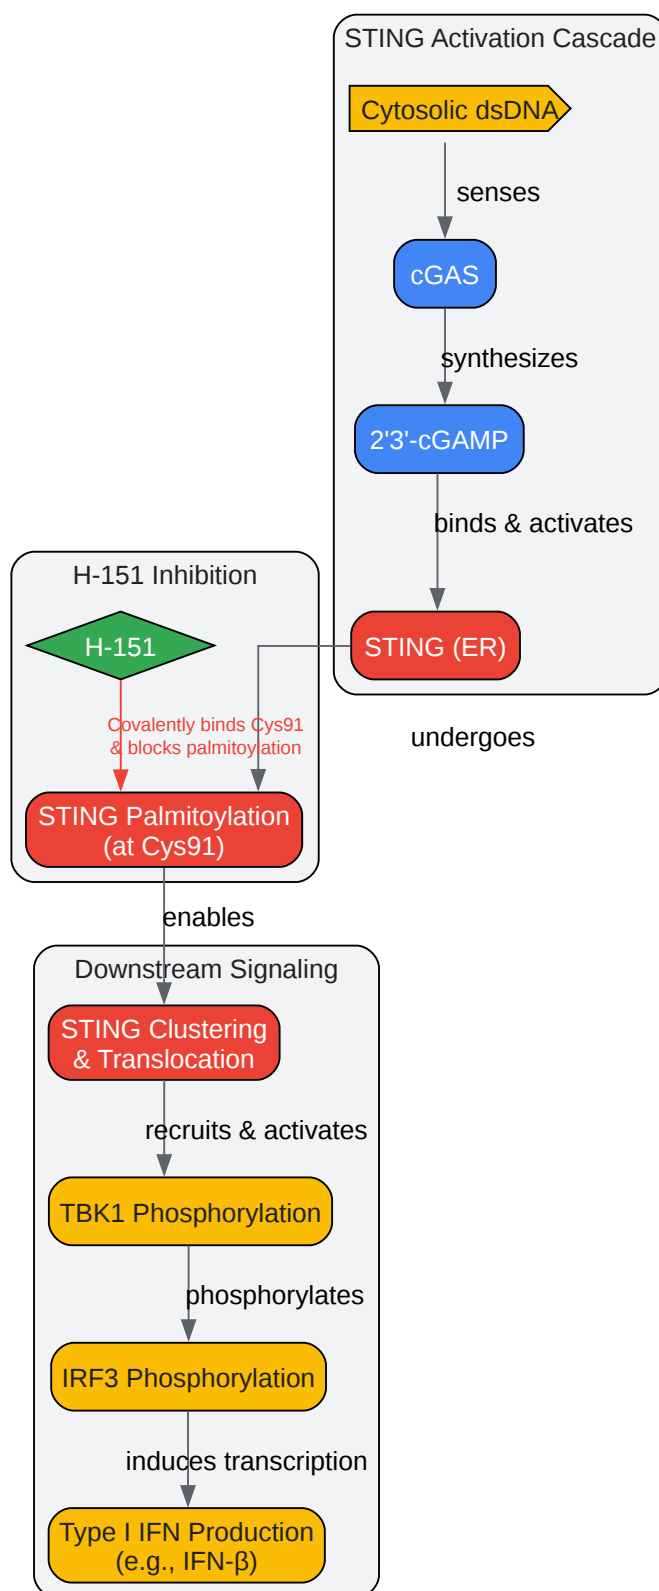 STING Activation Cascade
Cytosolic dsDNA
senses
cGAS
synthesizes
2'3'-cGAMP
binds & activates
H-151 Inhibition
H-151
STING (ER)
Covalently binds Cys91
& blocks palmitoylation
undergoes
STING Palmitoylation
(at Cys91)
enables
Downstream Signaling
STING Clustering
& Translocation
recruits & activates
TBK1 Phosphorylation
phosphorylates
IRF3 Phosphorylation
induces transcription
Type I IFN Production
(e.g., IFN-β)